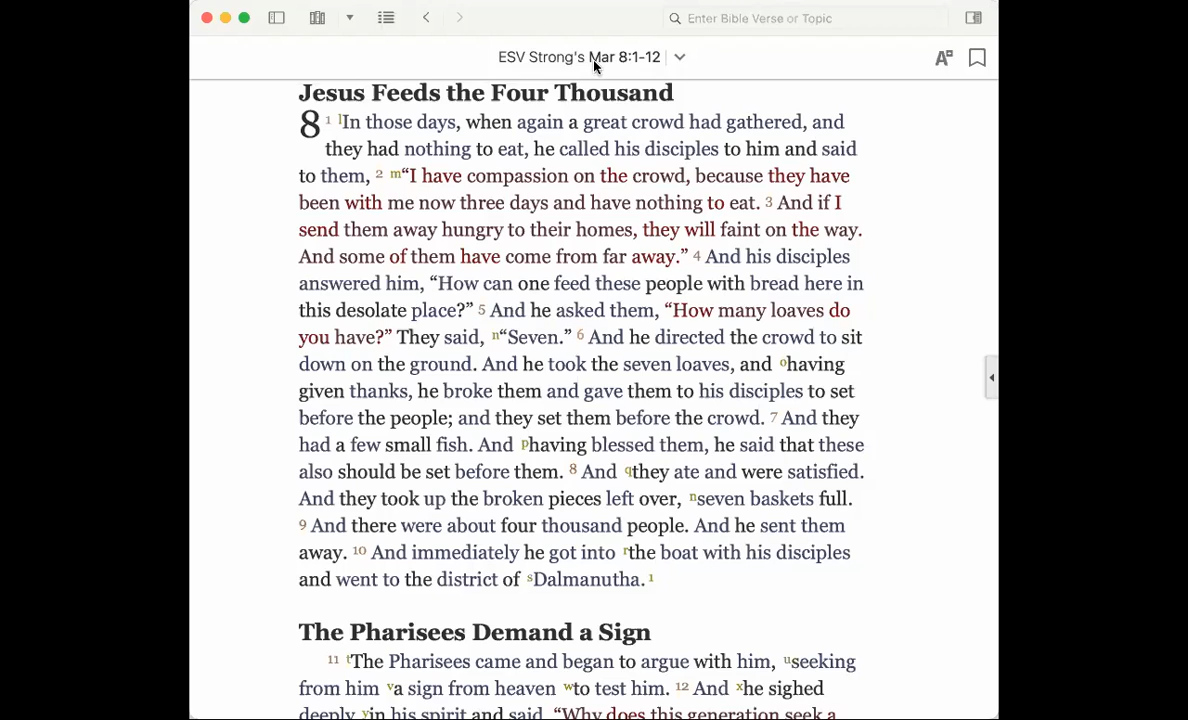 Enter Bible Verse or Topic
ESV Strong's Mar 8:1-12
Jesus Feeds the Four Thousand
8 1 lIn those days, when again a great crowd had gathered, and
they had nothing to eat, he called his disciples to him and said
to them, 2 m“I have compassion on the crowd, because they have
been with me now three days and have nothing to eat. 3 And if I
send them away hungry to their homes, they will faint on the way.
And some of them have come from far away.” 4 And his disciples
answered him, “How can one feed these people with bread here in
this desolate place?” 5 And he asked them, “How many loaves do
you have?” They said, n“Seven.” 6 And he directed the crowd to sit
down on the ground. And he took the seven loaves, and ohaving
given thanks, he broke them and gave them to his disciples to set
before the people; and they set them before the crowd. 7 And they
had a few small fish. And phaving blessed them, he said that these
also should be set before them. 8 And qthey ate and were satisfied.
And they took up the broken pieces left over, nseven baskets full.
9 And there were about four thousand people. And he sent them
away. 10 And immediately he got into rthe boat with his disciples
and went to the district of sDalmanutha.1
The Pharisees Demand a Sign
11 tThe Pharisees came and began to argue with him, useeking
from him va sign from heaven wto test him. 12 And xhe sighed
deeply yin his spirit and said, “Why does this generation seek a